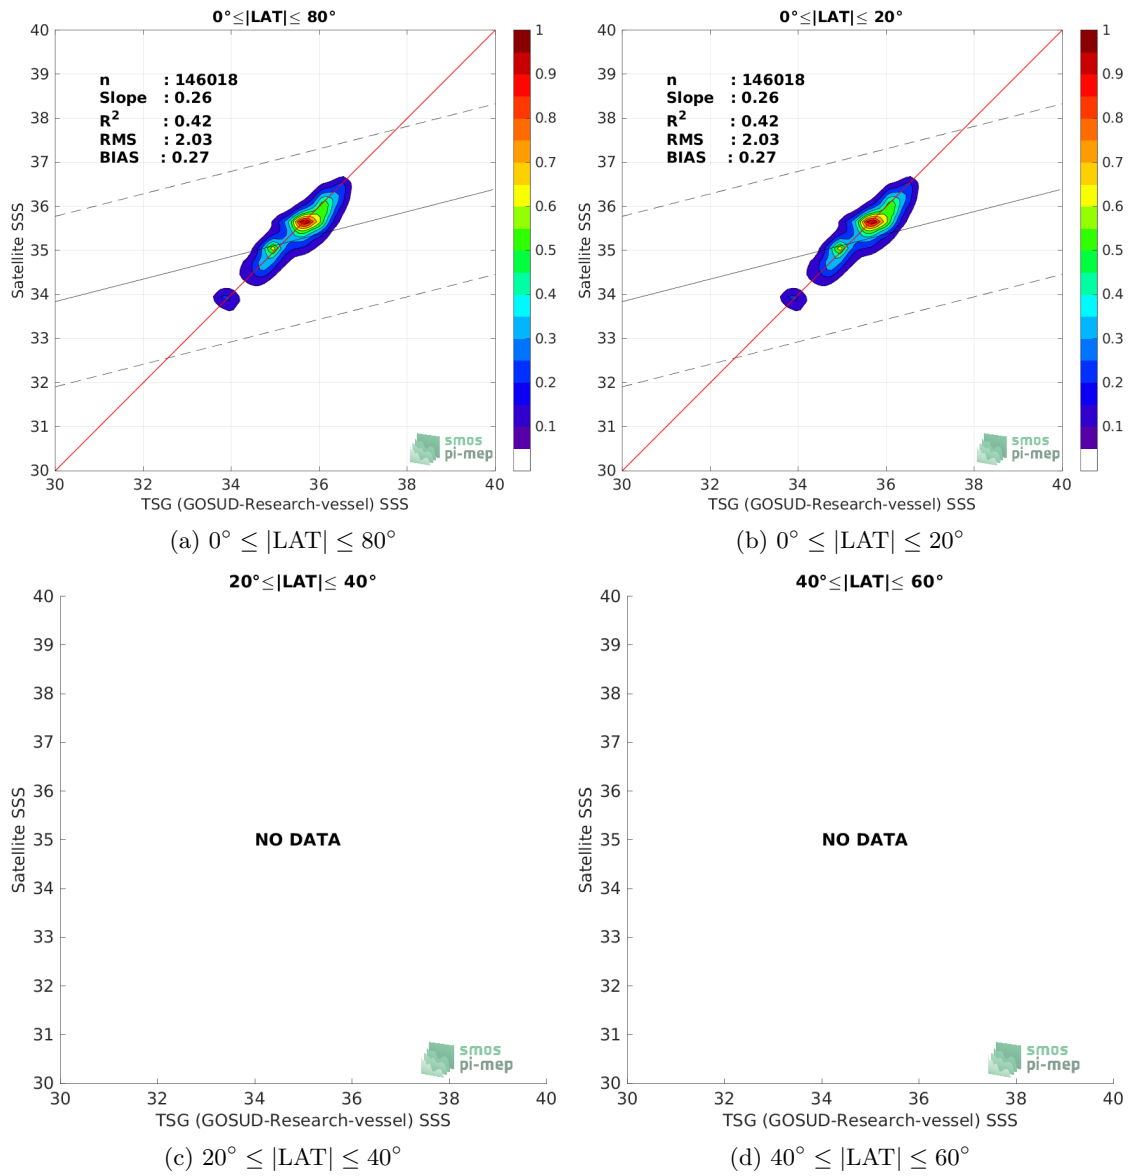 0°≤|LAT|≤ 80°
40
39
38
37
36
35
34
33
32
31
30
Satellite SSS
n : 146018
Slope : 0.26
R² : 0.42
RMS : 2.03
BIAS : 0.27
smos
pi-mep
30 32 34 36 38 40
TSG (GOSUD-Research-vessel) SSS
1
0.9
0.8
0.7
0.6
0.5
0.4
0.3
0.2
0.1
(a) 0° ≤ |LAT| ≤ 80°
0°≤|LAT|≤ 20°
40
39
38
37
36
35
34
33
32
31
30
Satellite SSS
n : 146018
Slope : 0.26
R² : 0.42
RMS : 2.03
BIAS : 0.27
smos
pi-mep
30 32 34 36 38 40
TSG (GOSUD-Research-vessel) SSS
1
0.9
0.8
0.7
0.6
0.5
0.4
0.3
0.2
0.1
(b) 0° ≤ |LAT| ≤ 20°
20°≤|LAT|≤ 40°
40
39
38
37
36
35
34
33
32
31
30
Satellite SSS
NO DATA
smos
pi-mep
30 32 34 36 38 40
TSG (GOSUD-Research-vessel) SSS
(c) 20° ≤ |LAT| ≤ 40°
40°≤|LAT|≤ 60°
40
39
38
37
36
35
34
33
32
31
30
Satellite SSS
NO DATA
smos
pi-mep
30 32 34 36 38 40
TSG (GOSUD-Research-vessel) SSS
(d) 40° ≤ |LAT| ≤ 60°